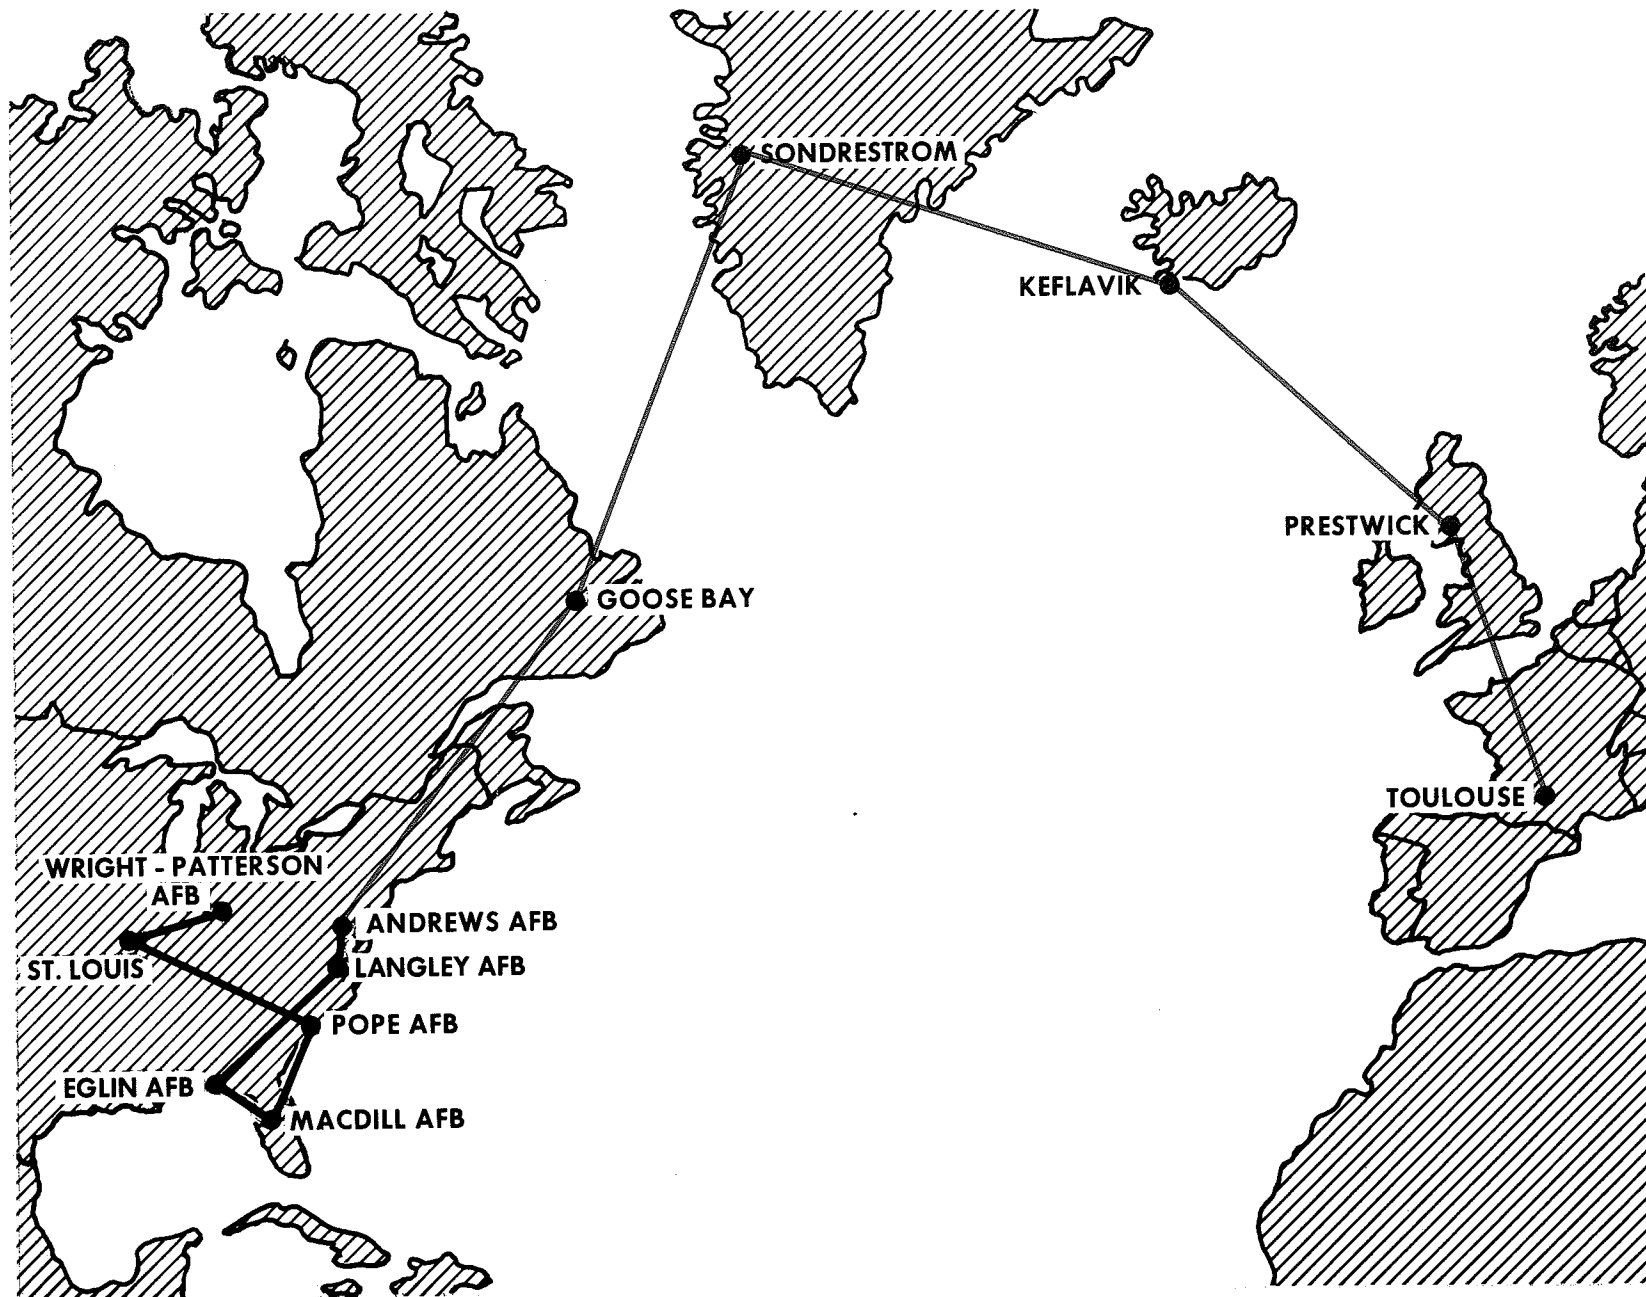 SONDRESTROM
KEFLAVIK
PRESTWICK
GOOSE BAY
TOULOUSE
WRIGHT - PATTERSON
AFB
ANDREWS AFB
ST. LOUIS
LANGLEY AFB
POPE AFB
EGLIN AFB
MACDILL AFB